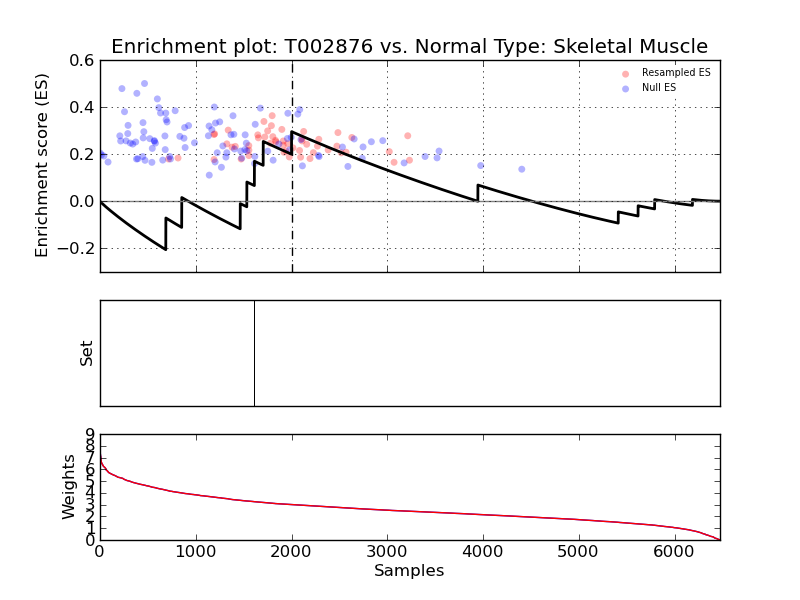 Enrichment plot: T002876 vs. Normal Type: Skeletal Muscle
Enrichment score (ES)
0.6
0.4
0.2
0.0
−0.2
Resampled ES
Null ES
Set
Weights
9
8
7
6
5
4
3
2
1
0
0 1000 2000 3000 4000 5000 6000
Samples